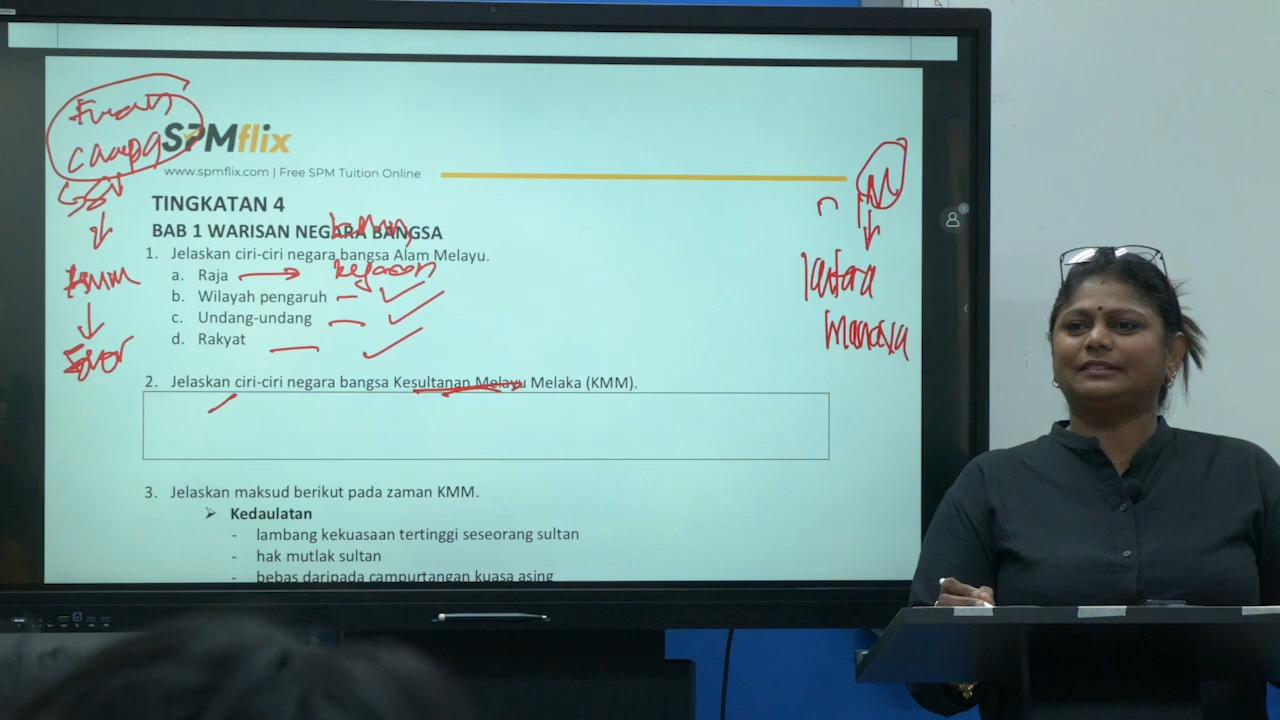 SPMflix
www.spmflix.com | Free SPM Tuition Online
TINGKATAN 4
BAB 1 WARISAN NEGARA BANGSA
1. Jelaskan ciri-ciri negara bangsa Alam Melayu.
a. Raja
b. Wilayah pengaruh
c. Undang-undang
d. Rakyat
2. Jelaskan ciri-ciri negara bangsa Kesultanan Melayu Melaka (KMM).
3. Jelaskan maksud berikut pada zaman KMM.
➢ Kedaulatan
- lambang kekuasaan tertinggi seseorang sultan
- hak mutlak sultan
- bebas daripada campurtangan kuasa asing